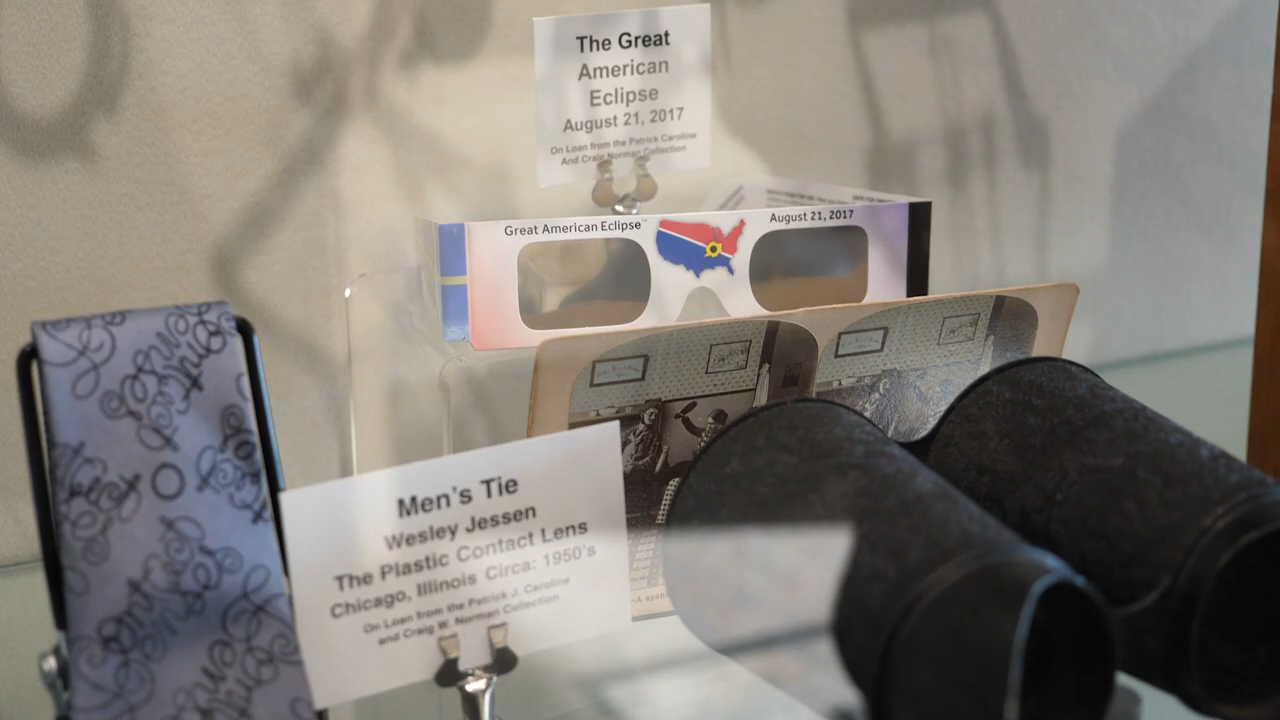 The Great
American
Eclipse
August 21, 2017
On Loan from the Patrick Caroline
And Craig Norman Collection
Great American Eclipse™
August 21, 2017
Men's Tie
Wesley Jessen
The Plastic Contact Lens
Chicago, Illinois Circa: 1950's
On Loan from the Patrick J. Caroline
and Craig W. Norman Collection